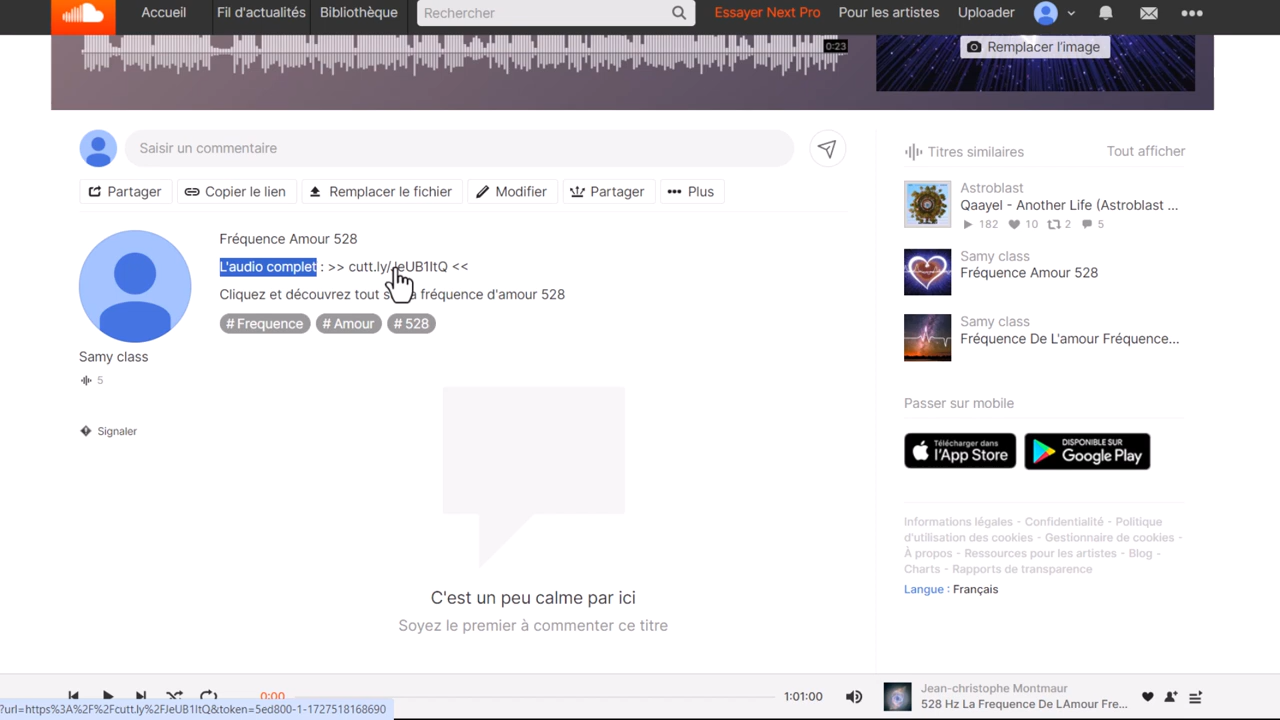 Accueil
Fil d'actualités
Bibliothèque
Rechercher
Essayer Next Pro
Pour les artistes
Uploader
0:23
Remplacer l'image
Saisir un commentaire
Partager
Copier le lien
Remplacer le fichier
Modifier
Partager
Plus
Fréquence Amour 528
L'audio complet : >> cutt.ly/JeUB1ItQ <<
Cliquez et découvrez tout la fréquence d'amour 528
# Frequence
# Amour
# 528
Samy class
5
Signaler
C'est un peu calme par ici
Soyez le premier à commenter ce titre
Titres similaires
Tout afficher
Astroblast
Qaayel - Another Life (Astroblast ...
182
10
2
5
Samy class
Fréquence Amour 528
Samy class
Fréquence De L'amour Fréquence...
Passer sur mobile
Télécharger dans
l'App Store
DISPONIBLE SUR
Google Play
Informations légales - Confidentialité - Politique
d'utilisation des cookies - Gestionnaire de cookies -
À propos - Ressources pour les artistes - Blog -
Charts - Rapports de transparence
Langue : Français
0:00
1:01:00
Jean-christophe Montmaur
528 Hz La Frequence De LAmour Fre...
?url=https%3A%2F%2Fcutt.ly%2FJeUB1ItQ&token=5ed800-1-1727518168690